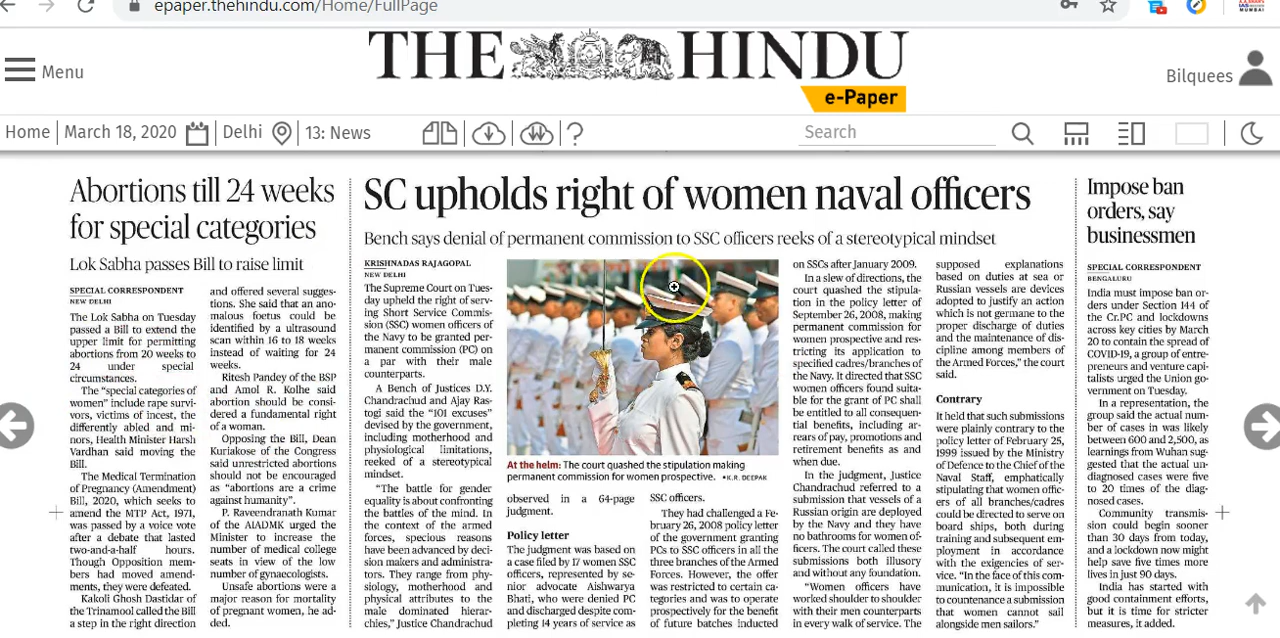 epaper.thehindu.com/Home/FullPage
Menu
THE HINDU
e-Paper
Bilquees
Home
March 18, 2020
Delhi
13: News
?
Search
Abortions till 24 weeks
for special categories
Lok Sabha passes Bill to raise limit
SPECIAL CORRESPONDENT
NEW DELHI
The Lok Sabha on Tuesday
passed a Bill to extend the
upper limit for permitting
abortions from 20 weeks to
24 under special
circumstances.
The "special categories of
women" include rape survi-
vors, victims of incest, the
differently abled and mi-
nors, Health Minister Harsh
Vardhan said moving the
Bill.
The Medical Termination
of Pregnancy (Amendment)
Bill, 2020, which seeks to
amend the MTP Act, 1971,
was passed by a voice vote
after a debate that lasted
two-and-a-half hours.
Though Opposition mem-
bers had moved amend-
ments, they were defeated.
Kakoli Ghosh Dastidar of
the Trinamool called the Bill
a step in the right direction
and offered several sugges-
tions. She said that an ano-
malous foetus could be
identified by a ultrasound
scan within 16 to 18 weeks
instead of waiting for 24
weeks.
Ritesh Pandey of the BSP
and Amol R. Kolhe said
abortion should be consi-
dered a fundamental right
of a woman.
Opposing the Bill, Dean
Kuriakose of the Congress
said unrestricted abortions
should not be encouraged
as "abortions are a crime
against humanity".
P. Raveendranath Kumar
of the AIADMK urged the
Minister to increase the
number of medical college
seats in view of the low
number of gynaecologists.
Unsafe abortions were a
major reason for mortality
of pregnant women, he ad-
ded.
SC upholds right of women naval officers
Bench says denial of permanent commission to SSC officers reeks of a stereotypical mindset
KRISHNADAS RAJAGOPAL
NEW DELHI
The Supreme Court on Tues-
day upheld the right of serv-
ing Short Service Commis-
sion (SSC) women officers of
the Navy to be granted per-
manent commission (PC) on
a par with their male
counterparts.
A Bench of Justices D.Y.
Chandrachud and Ajay Ras-
togi said the "101 excuses"
devised by the government,
including motherhood and
physiological limitations,
reeked of a stereotypical
mindset.
"The battle for gender
equality is about confronting
the battles of the mind. In
the context of the armed
forces, specious reasons
have been advanced by deci-
sion makers and administra-
tors. They range from phy-
siology, motherhood and
physical attributes to the
male dominated hierar-
chies," Justice Chandrachud
At the helm: The court quashed the stipulation making
permanent commission for women prospective. • K.R. DEEPAK
observed in a 64-page
judgment.
Policy letter
The judgment was based on
a case filed by 17 women SSC
officers, represented by se-
nior advocate Aishwarya
Bhati, who were denied PC
and discharged despite com-
pleting 14 years of service as
SSC officers.
They had challenged a Fe-
bruary 26, 2008 policy letter
of the government granting
PCs to SSC officers in all the
three branches of the Armed
Forces. However, the offer
was restricted to certain ca-
tegories and was to operate
prospectively for the benefit
of future batches inducted
on SSCs after January 2009.
In a slew of directions, the
court quashed the stipula-
tion in the policy letter of
September 26, 2008, making
permanent commission for
women prospective and res-
tricting its application to
specified cadres/branches of
the Navy. It directed that SSC
women officers found suita-
ble for the grant of PC shall
be entitled to all consequen-
tial benefits, including ar-
rears of pay, promotions and
retirement benefits as and
when due.
In the judgment, Justice
Chandrachud referred to a
submission that vessels of a
Russian origin are deployed
by the Navy and they have
no bathrooms for women of-
ficers. The court called these
submissions both illusory
and without any foundation.
"Women officers have
worked shoulder to shoulder
with their men counterparts
in every walk of service. The
supposed explanations
based on duties at sea or
Russian vessels are devices
adopted to justify an action
which is not germane to the
proper discharge of duties
and the maintenance of dis-
cipline among members of
the Armed Forces," the court
said.
Contrary
It held that such submissions
were plainly contrary to the
policy letter of February 25,
1999 issued by the Ministry
of Defence to the Chief of the
Naval Staff, emphatically
stipulating that women offic-
ers of all branches/cadres
could be directed to serve on
board ships, both during
training and subsequent em-
ployment in accordance
with the exigencies of ser-
vice. "In the face of this com-
munication, it is impossible
to countenance a submission
that women cannot sail
alongside men sailors."
Impose ban
orders, say
businessmen
SPECIAL CORRESPONDENT
BENGALURU
India must impose ban or-
ders under Section 144 of
the Cr.PC and lockdowns
across key cities by March
20 to contain the spread of
COVID-19, a group of entre-
preneurs and venture capi-
talists urged the Union go-
vernment on Tuesday.
In a representation, the
group said the actual num-
ber of cases in was likely
between 600 and 2,500, as
learnings from Wuhan sug-
gested that the actual un-
diagnosed cases were five
to 20 times of the diag-
nosed cases.
Community transmis-
sion could begin sooner
than 30 days from today,
and a lockdown now might
help save five times more
lives in just 90 days.
India has started with
good containment efforts,
but it is time for stricter
measures, it added.